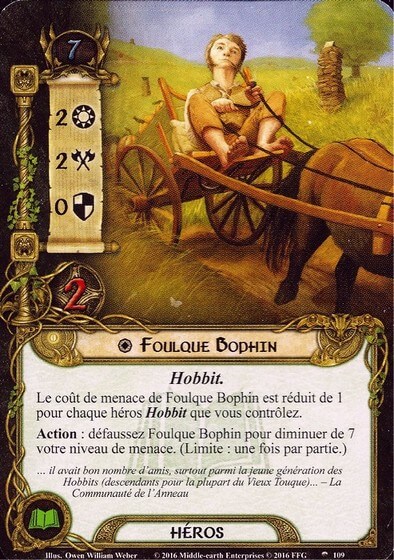 7
2
2
0
2
Foulque Bophin
Hobbit.
Le coût de menace de Foulque Bophin est réduit de 1
pour chaque héros Hobbit que vous contrôlez.
Action : défaussez Foulque Bophin pour diminuer de 7
votre niveau de menace. (Limite : une fois par partie.)
... il avait bon nombre d'amis, surtout parmi la jeune génération des
Hobbits (descendants pour la plupart du Vieux Touque)... – La
Communauté de l'Anneau
HÉROS
Illus. Owen William Weber © 2016 Middle-earth Enterprises © 2016 FFG 109